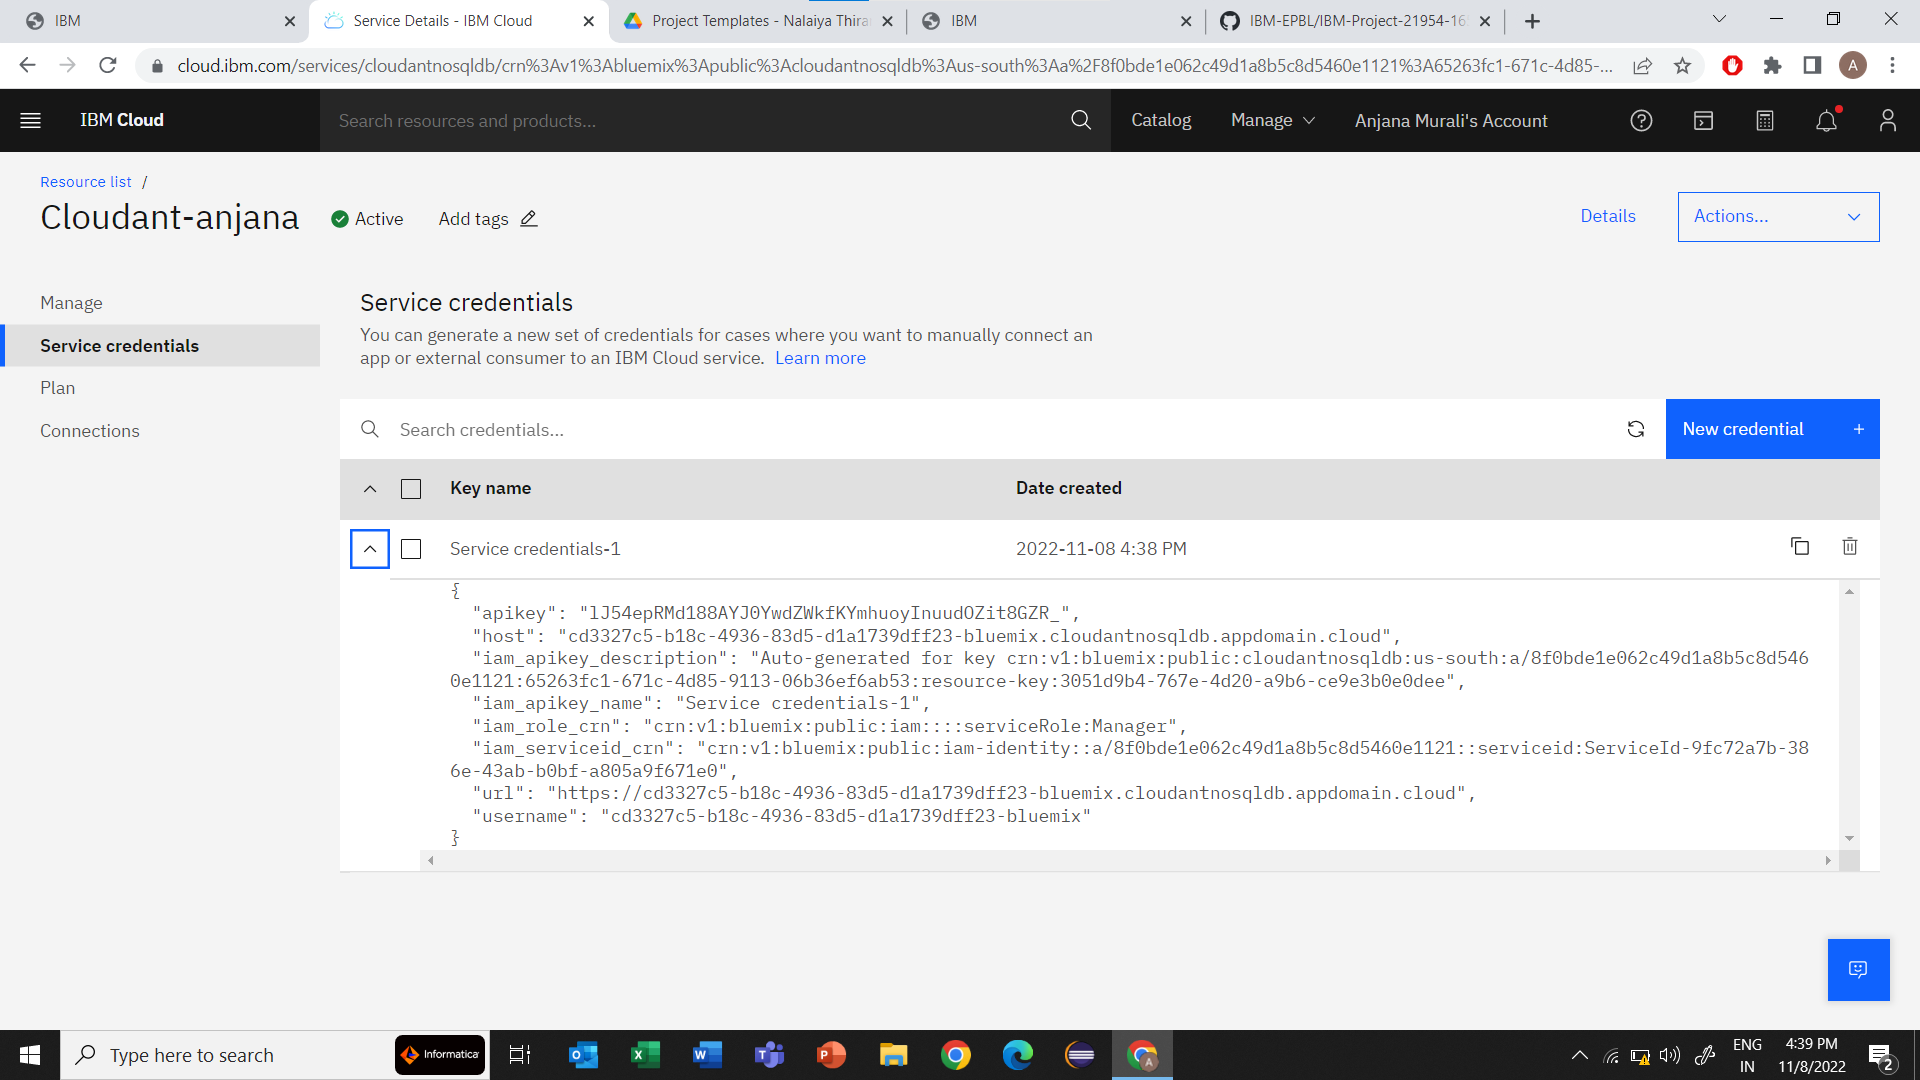 IBM
Service Details - IBM Cloud
Project Templates - Nalaiya Thira
IBM
IBM-EPBL/IBM-Project-21954-16
cloud.ibm.com/services/cloudantnosqldb/crn%3Av1%3Abluemix%3Apublic%3Acloudantnosqldb%3Aus-south%3Aa%2F8f0bde1e062c49d1a8b5c8d5460e1121%3A65263fc1-671c-4d85-...
A
IBM Cloud
Search resources and products...
Catalog
Manage
Anjana Murali's Account
Resource list /
Cloudant-anjana
Active
Add tags
Details
Actions...
Manage
Service credentials
Plan
Connections
Service credentials
You can generate a new set of credentials for cases where you want to manually connect an
app or external consumer to an IBM Cloud service. Learn more
Search credentials...
New credential +
Key name
Date created
Service credentials-1
2022-11-08 4:38 PM
{
"apikey": "lJ54epRMd188AYJ0YwdZWkfKYmhuoyInuudOZit8GZR_",
"host": "cd3327c5-b18c-4936-83d5-d1a1739dff23-bluemix.cloudantnosqldb.appdomain.cloud",
"iam_apikey_description": "Auto-generated for key crn:v1:bluemix:public:cloudantnosqldb:us-south:a/8f0bde1e062c49d1a8b5c8d546
0e1121:65263fc1-671c-4d85-9113-06b36ef6ab53:resource-key:3051d9b4-767e-4d20-a9b6-ce9e3b0e0dee",
"iam_apikey_name": "Service credentials-1",
"iam_role_crn": "crn:v1:bluemix:public:iam::::serviceRole:Manager",
"iam_serviceid_crn": "crn:v1:bluemix:public:iam-identity::a/8f0bde1e062c49d1a8b5c8d5460e1121::serviceid:ServiceId-9fc72a7b-38
6e-43ab-b0bf-a805a9f671e0",
"url": "https://cd3327c5-b18c-4936-83d5-d1a1739dff23-bluemix.cloudantnosqldb.appdomain.cloud",
"username": "cd3327c5-b18c-4936-83d5-d1a1739dff23-bluemix"
}
Type here to search
Informatica
ENG
IN
4:39 PM
11/8/2022
2